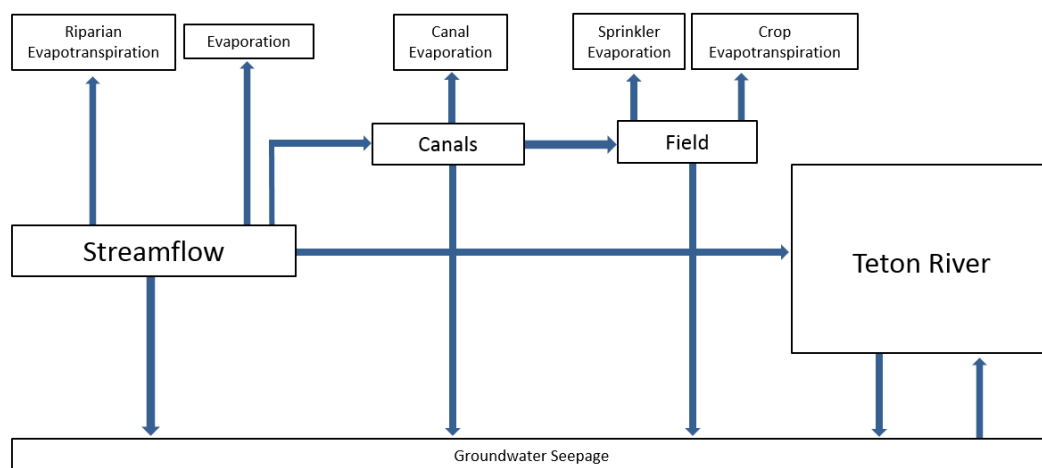 Riparian
Evapotranspiration
Evaporation
Canal
Evaporation
Sprinkler
Evaporation
Crop
Evapotranspiration
Canals
Field
Streamflow
Teton River
Groundwater Seepage